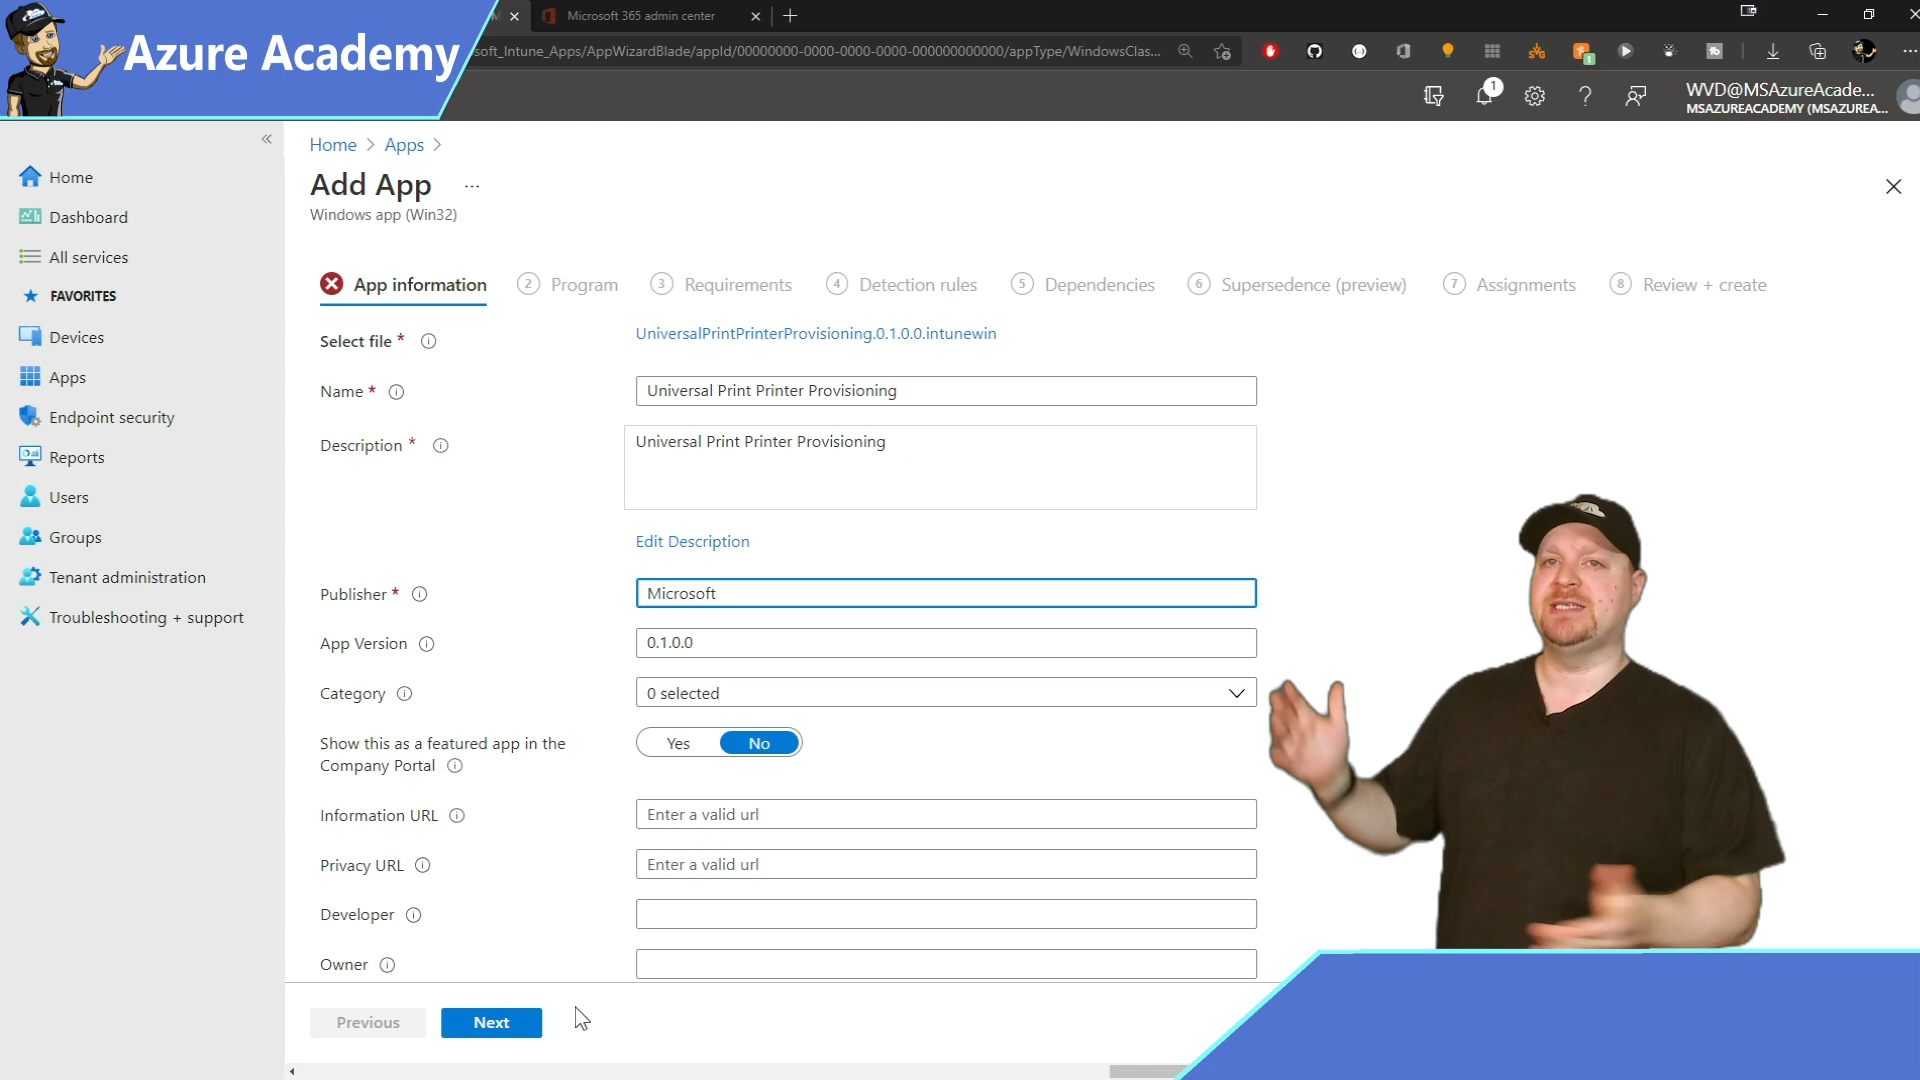 Azure Academy
Microsoft 365 admin center
soft_Intune_Apps/AppWizardBlade/appId/00000000-0000-0000-0000-000000000000/appType/WindowsClas...
1
1
WVD@MSAzureAcade...
MSAZUREACADEMY (MSAZUREA...
Home > Apps >
Add App ...
Windows app (Win32)
Home
Dashboard
All services
FAVORITES
Devices
Apps
Endpoint security
Reports
Users
Groups
Tenant administration
Troubleshooting + support
App information
2 Program
3 Requirements
4 Detection rules
5 Dependencies
6 Supersedence (preview)
7 Assignments
8 Review + create
Select file *
UniversalPrintPrinterProvisioning.0.1.0.0.intunewin
Name *
Universal Print Printer Provisioning
Description *
Universal Print Printer Provisioning
Edit Description
Publisher *
Microsoft
App Version
0.1.0.0
Category
0 selected
Show this as a featured app in the
Company Portal
Yes No
Information URL
Enter a valid url
Privacy URL
Enter a valid url
Developer
Owner
Previous
Next